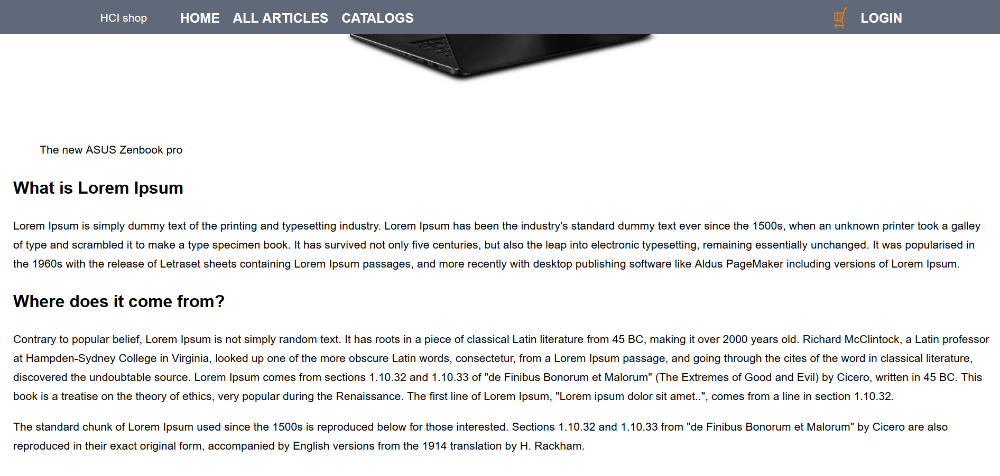 HCI shop HOME ALL ARTICLES CATALOGS LOGIN
The new ASUS Zenbook pro
What is Lorem Ipsum
Lorem Ipsum is simply dummy text of the printing and typesetting industry. Lorem Ipsum has been the industry's standard dummy text ever since the 1500s, when an unknown printer took a galley
of type and scrambled it to make a type specimen book. It has survived not only five centuries, but also the leap into electronic typesetting, remaining essentially unchanged. It was popularised in
the 1960s with the release of Letraset sheets containing Lorem Ipsum passages, and more recently with desktop publishing software like Aldus PageMaker including versions of Lorem Ipsum.
Where does it come from?
Contrary to popular belief, Lorem Ipsum is not simply random text. It has roots in a piece of classical Latin literature from 45 BC, making it over 2000 years old. Richard McClintock, a Latin professor
at Hampden-Sydney College in Virginia, looked up one of the more obscure Latin words, consectetur, from a Lorem Ipsum passage, and going through the cites of the word in classical literature,
discovered the undoubtable source. Lorem Ipsum comes from sections 1.10.32 and 1.10.33 of "de Finibus Bonorum et Malorum" (The Extremes of Good and Evil) by Cicero, written in 45 BC. This
book is a treatise on the theory of ethics, very popular during the Renaissance. The first line of Lorem Ipsum, "Lorem ipsum dolor sit amet..", comes from a line in section 1.10.32.
The standard chunk of Lorem Ipsum used since the 1500s is reproduced below for those interested. Sections 1.10.32 and 1.10.33 from "de Finibus Bonorum et Malorum" by Cicero are also
reproduced in their exact original form, accompanied by English versions from the 1914 translation by H. Rackham.